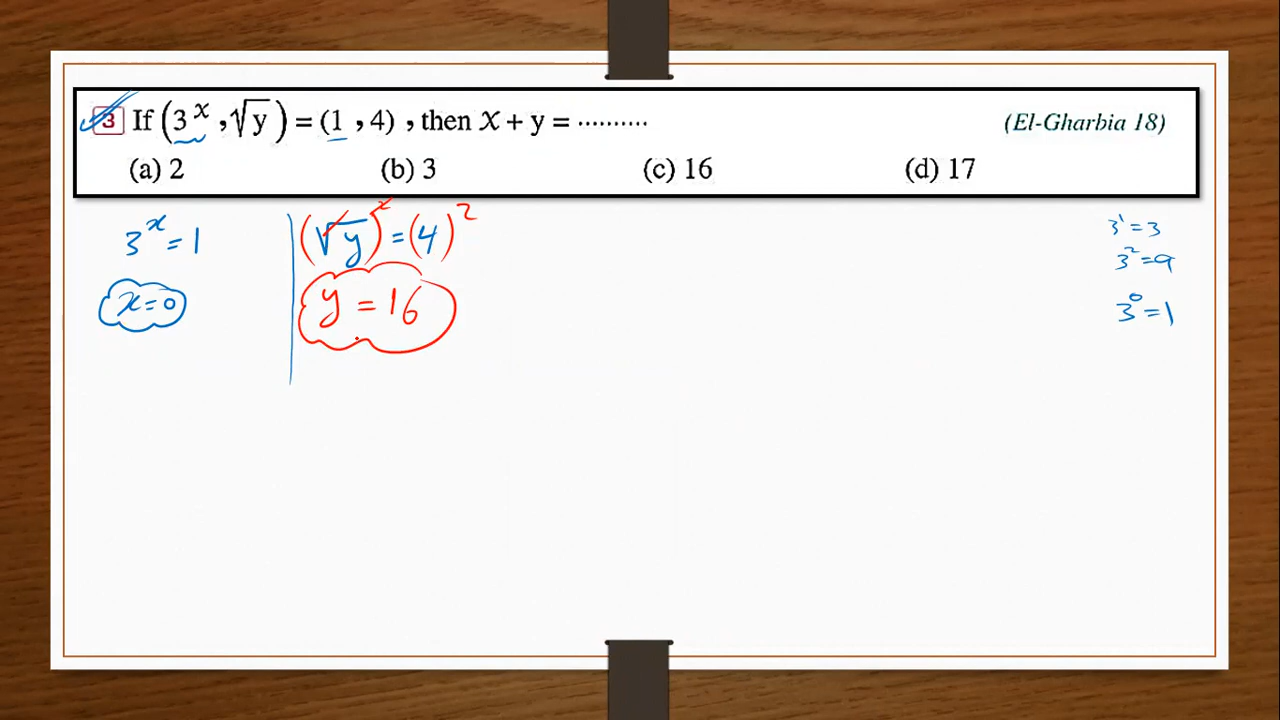 3 If (3^x , √y) = (1 , 4) , then x + y = ·········· (El-Gharbia 18)
(a) 2 (b) 3 (c) 16 (d) 17
3^x = 1
x = 0
(√y)^2 = (4)^2
y = 16
3^1 = 3
3^2 = 9
3^0 = 1